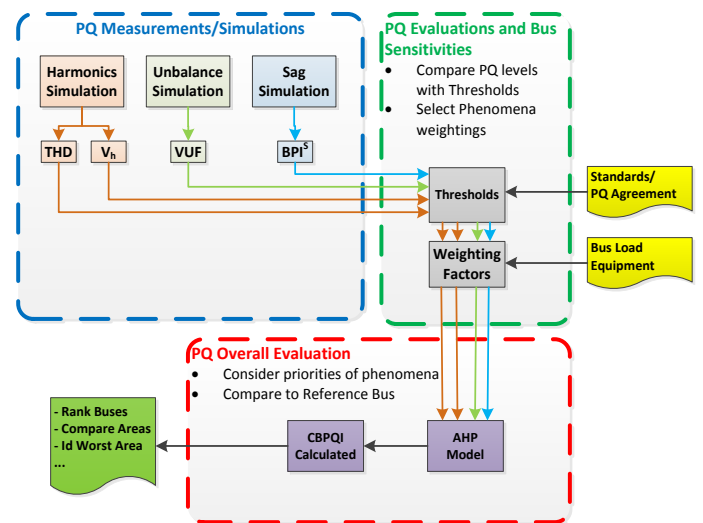 PQ Measurements/Simulations
Harmonics
Simulation
Unbalance
Simulation
Sag
Simulation
THD
Vh
VUF
BPIS
PQ Evaluations and Bus
Sensitivities
● Compare PQ levels
with Thresholds
● Select Phenomena
weightings
Thresholds
Weighting
Factors
Standards/
PQ Agreement
Bus Load
Equipment
PQ Overall Evaluation
● Consider priorities of phenomena
● Compare to Reference Bus
AHP
Model
CBPQI
Calculated
- Rank Buses
- Compare Areas
- Id Worst Area
...